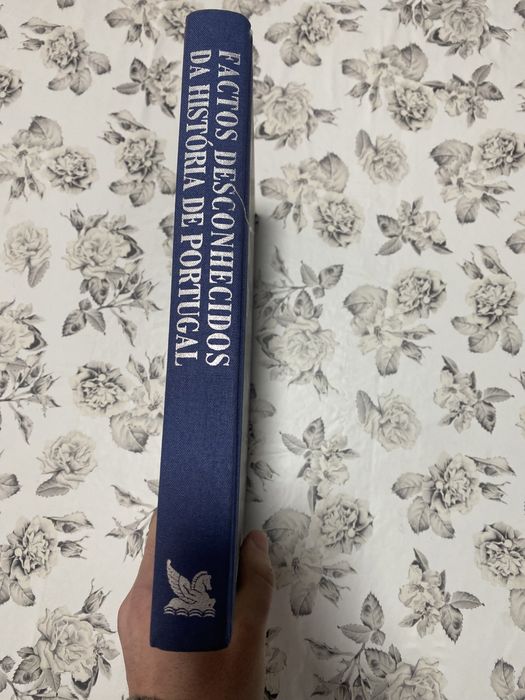 FACTOS DESCONHECIDOS
DA HISTÓRIA DE PORTUGAL